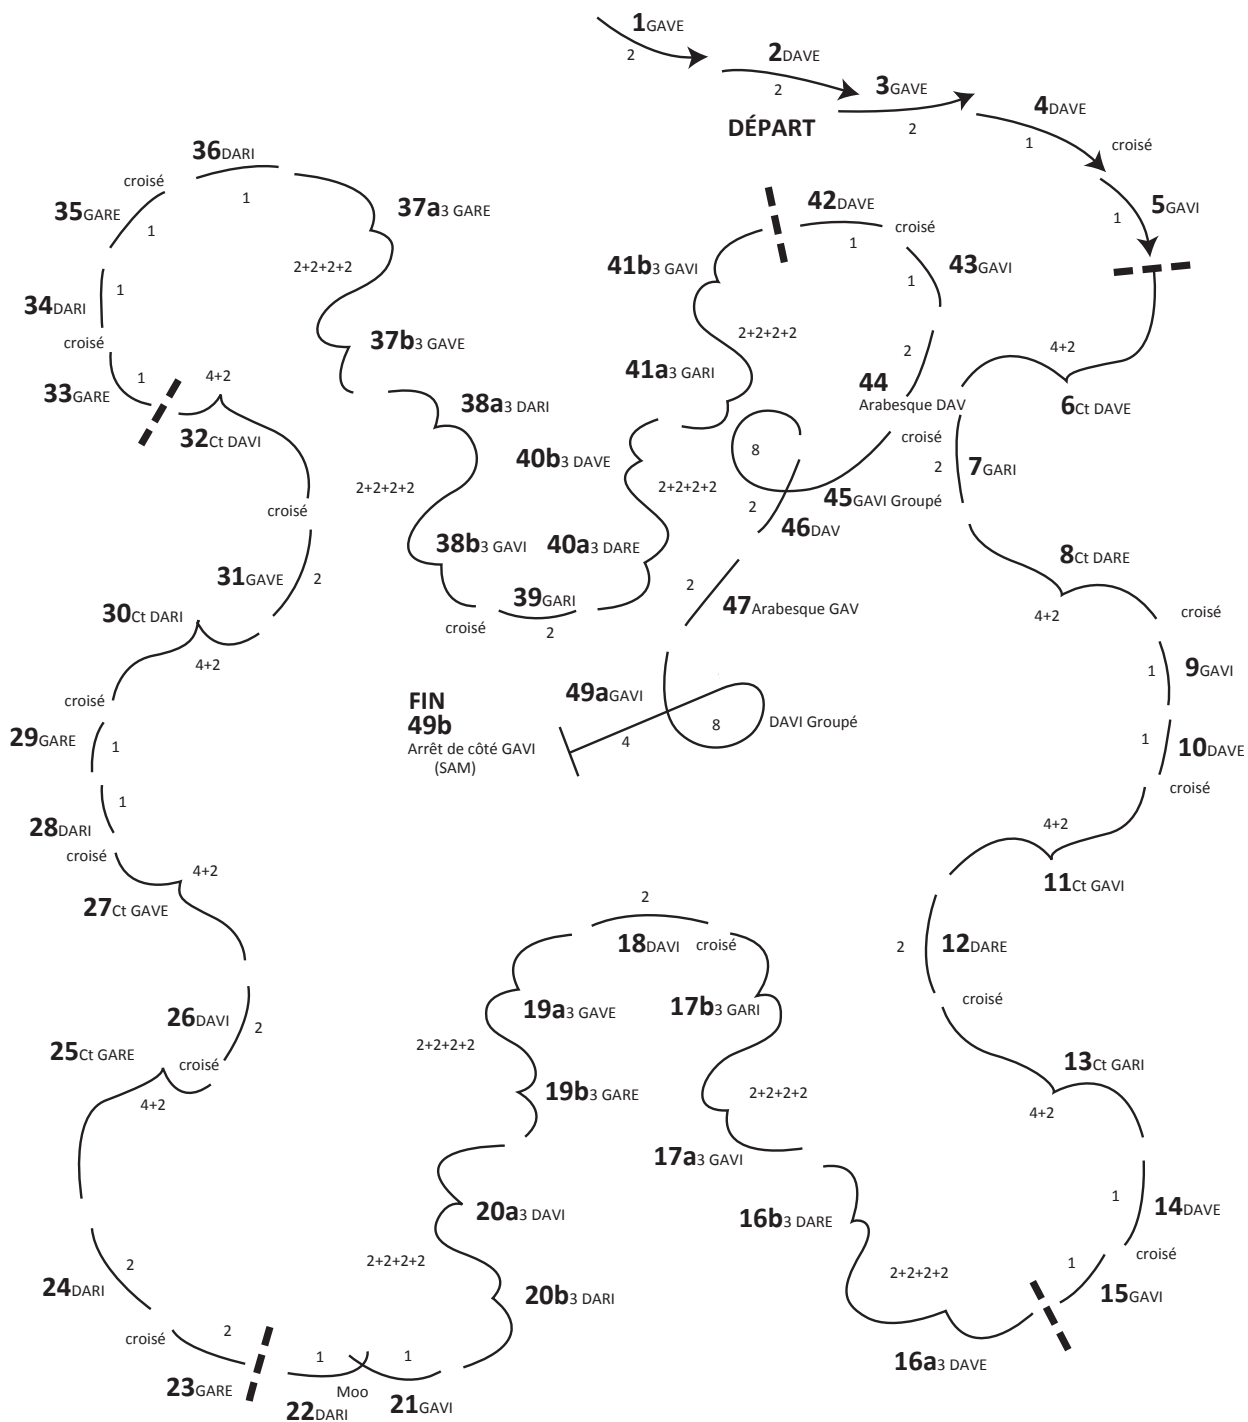 1GAVE
2
2DAVE
2
3GAVE
2
DÉPART
4DAVE
1
croisé
5GAVI
1
4+2
6Ct DAVE
7GARI
2
8Ct DARE
4+2
croisé
9GAVI
1
10DAVE
1
croisé
4+2
11Ct GAVI
12DARE
2
croisé
13Ct GARI
4+2
14DAVE
1
croisé
15GAVI
1
16a3 DAVE
2+2+2+2
16b3 DARE
17a3 GAVI
2+2+2+2
17b3 GARI
croisé
18DAVI
2
19a3 GAVE
2+2+2+2
19b3 GARE
20a3 DAVI
2+2+2+2
20b3 DARI
21GAVI
1
Moo
22DARI
1
23GARE
2
croisé
24DARI
2
25Ct GARE
4+2
croisé
26DAVI
2
27Ct GAVE
4+2
croisé
28DARI
1
29GARE
1
croisé
30Ct DARI
4+2
31GAVE
2
croisé
32Ct DAVI
4+2
33GARE
1
croisé
34DARI
1
35GARE
1
croisé
36DARI
1
37a3 GARE
2+2+2+2
37b3 GAVE
38a3 DARI
2+2+2+2
38b3 GAVI
croisé
39GARI
2
40a3 DARE
2+2+2+2
40b3 DAVE
41a3 GARI
2+2+2+2
41b3 GAVI
42DAVE
1
croisé
43GAVI
1
44
Arabesque DAV
2
croisé
45GAVI Groupé
8
46DAV
2
47Arabesque GAV
2
49aGAVI
DAVI Groupé
8
4
FIN
49b
Arrêt de côté GAVI
(SAM)